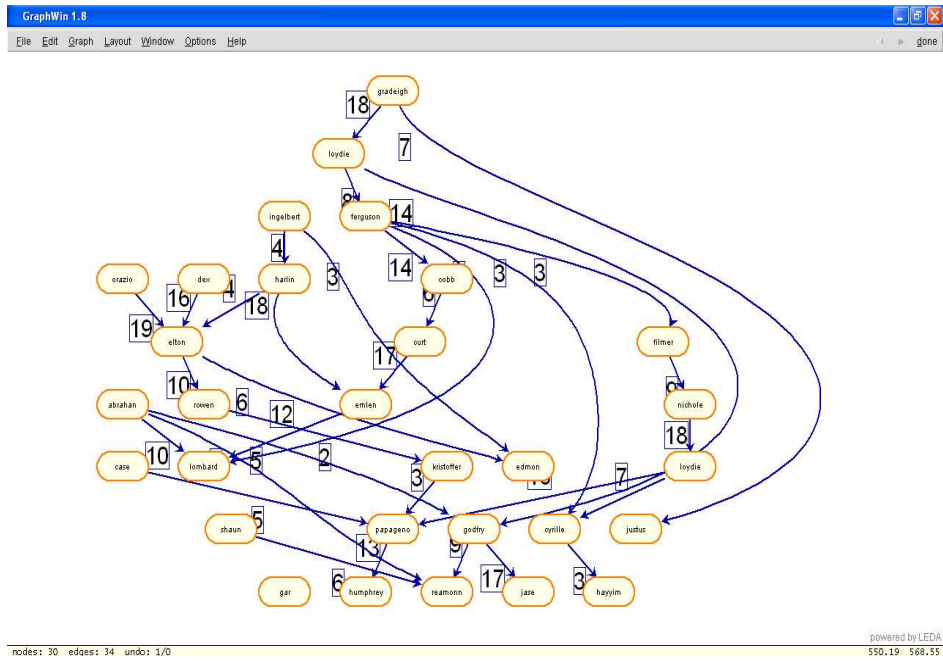 GraphWin 1.8
File Edit Graph Layout Window Options Help done
gradeigh
18
7
loydie
8
ingelbert ferguson 14
4 3 14 3 3
orazio dex 4 harlin cobb
16 18 6
19 elton 17 curt filmer
10 9
abrahan rowen 6 12 emlen nichole
18
case 10 lombard 5 2 kristoffer edmon loydie
3 7
shaun 5 papageno godfry cyrille justus
13 9
gar 6 humphrey reamonn 17 jase 3 hayyim
powered by LEDA
nodes: 30 edges: 34 undo: 1/0 550.19 568.55